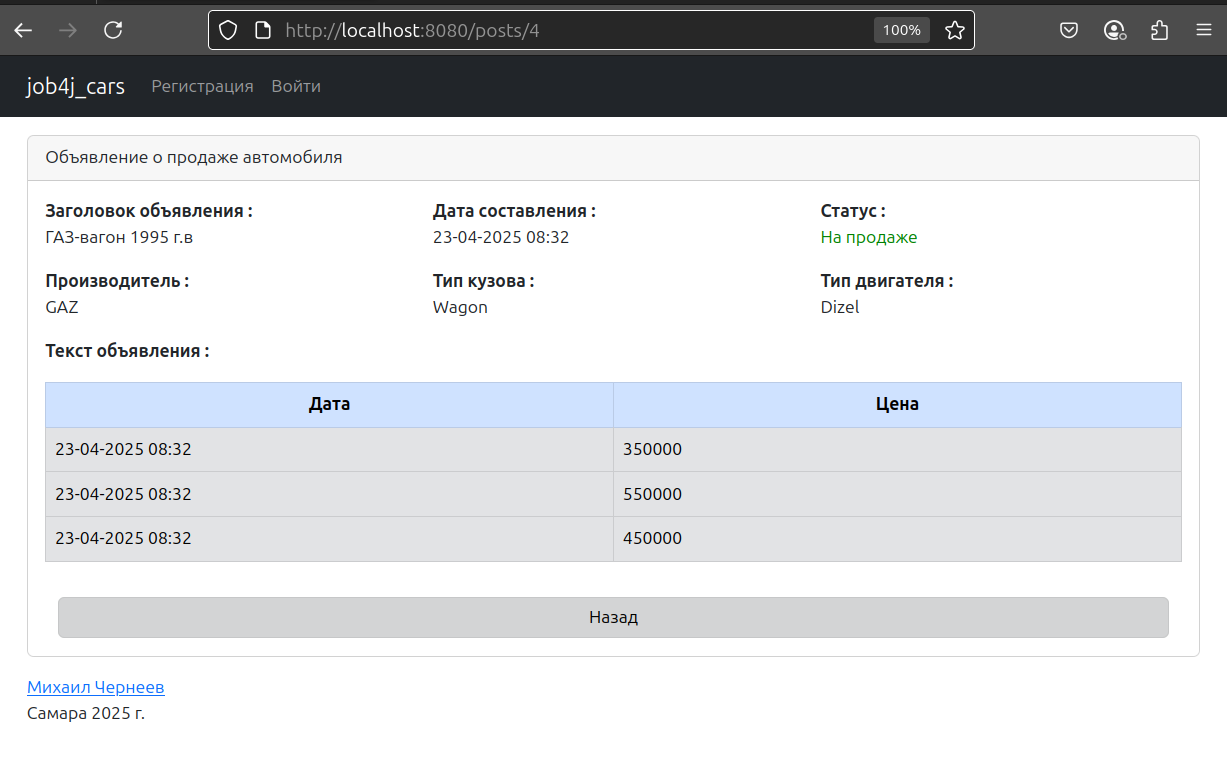 http://localhost:8080/posts/4 100%
job4j_cars Регистрация Войти
Объявление о продаже автомобиля
Заголовок объявления : Дата составления : Статус :
ГАЗ-вагон 1995 г.в 23-04-2025 08:32 На продаже
Производитель : Тип кузова : Тип двигателя :
GAZ Wagon Dizel
Текст объявления :
Дата Цена
23-04-2025 08:32 350000
23-04-2025 08:32 550000
23-04-2025 08:32 450000
Назад
Михаил Чернеев
Самара 2025 г.